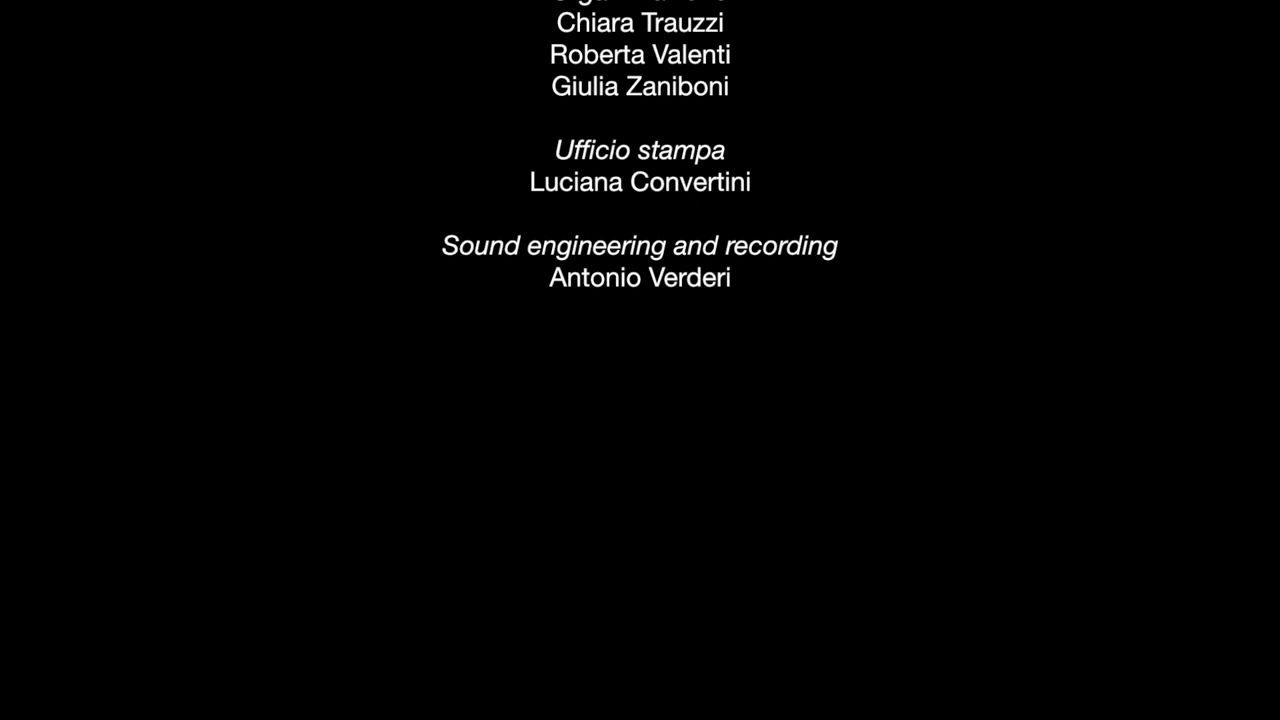 Chiara Trauzzi
Roberta Valenti
Giulia Zaniboni
Ufficio stampa
Luciana Convertini
Sound engineering and recording
Antonio Verderi